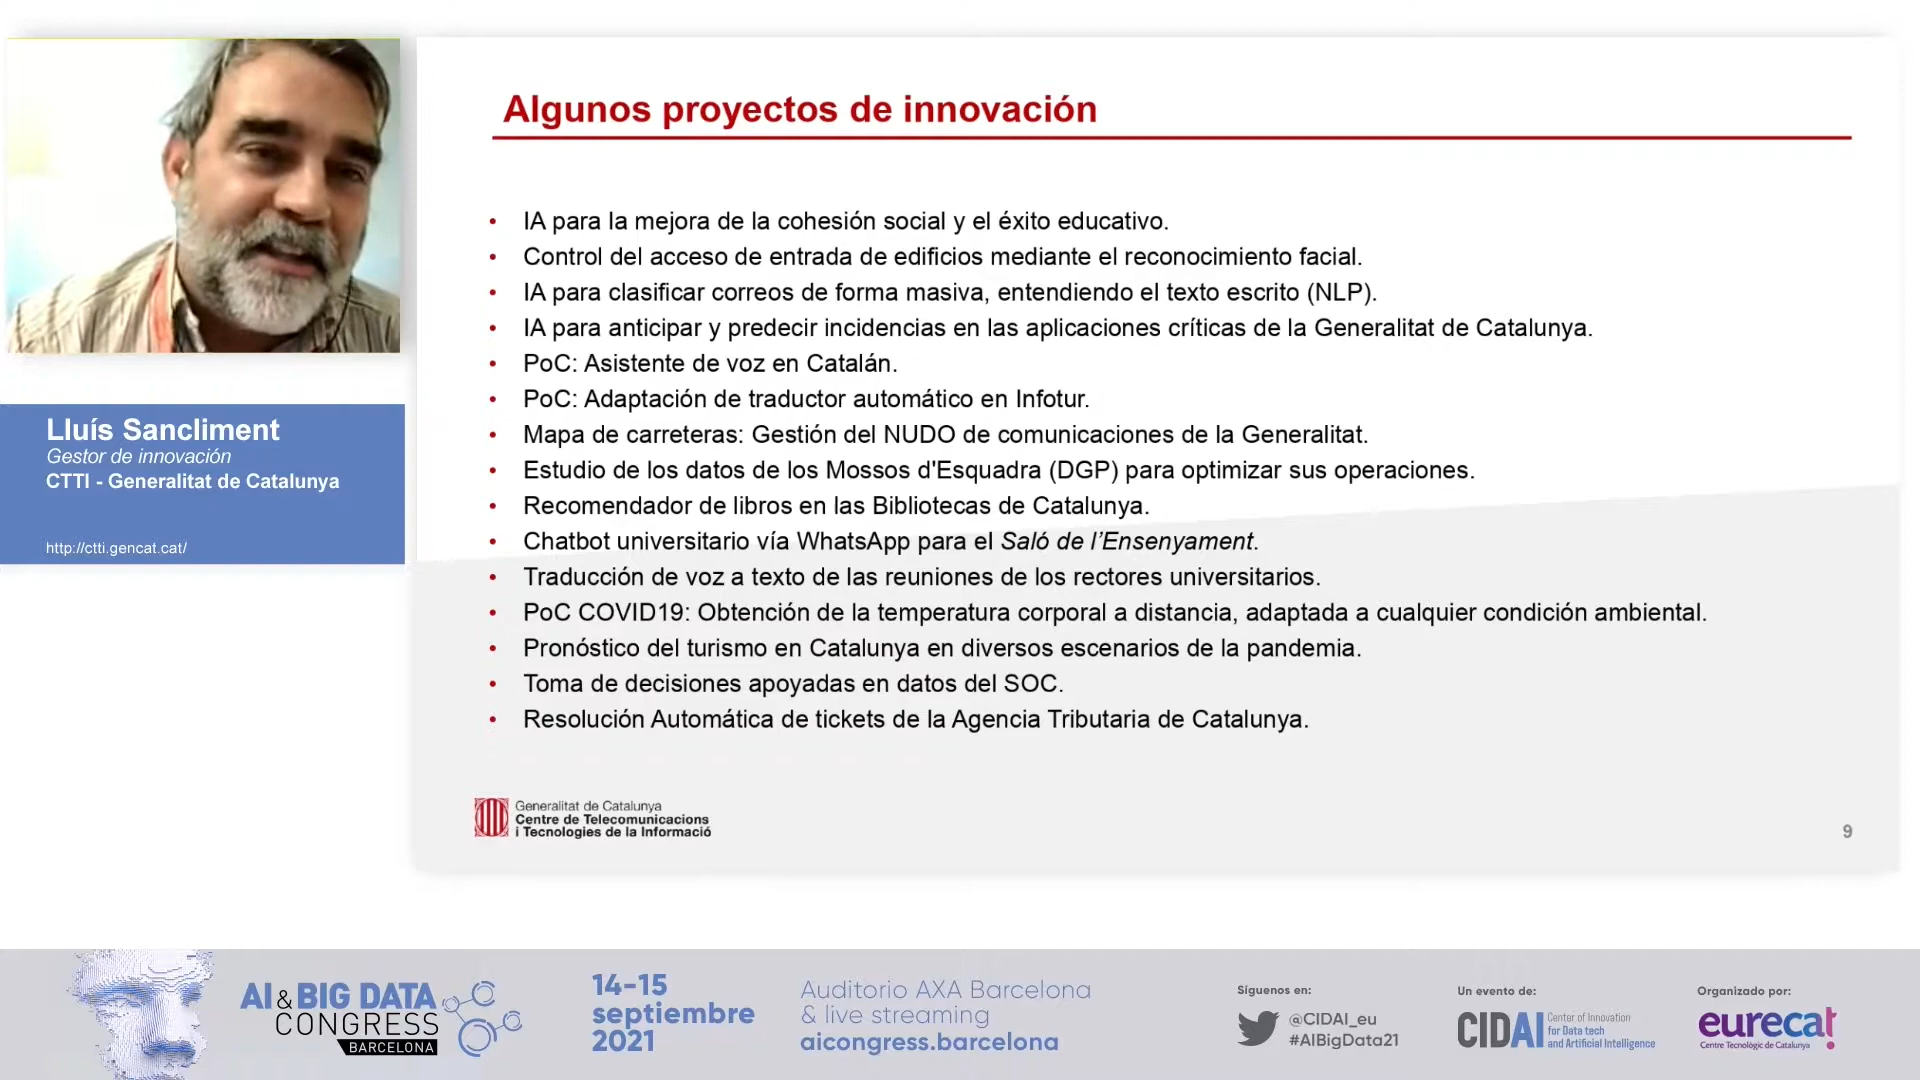 Algunos proyectos de innovación
• IA para la mejora de la cohesión social y el éxito educativo.
• Control del acceso de entrada de edificios mediante el reconocimiento facial.
• IA para clasificar correos de forma masiva, entendiendo el texto escrito (NLP).
• IA para anticipar y predecir incidencias en las aplicaciones críticas de la Generalitat de Catalunya.
• PoC: Asistente de voz en Catalán.
• PoC: Adaptación de traductor automático en Infotur.
• Mapa de carreteras: Gestión del NUDO de comunicaciones de la Generalitat.
• Estudio de los datos de los Mossos d'Esquadra (DGP) para optimizar sus operaciones.
• Recomendador de libros en las Bibliotecas de Catalunya.
• Chatbot universitario vía WhatsApp para el Saló de l’Ensenyament.
• Traducción de voz a texto de las reuniones de los rectores universitarios.
• PoC COVID19: Obtención de la temperatura corporal a distancia, adaptada a cualquier condición ambiental.
• Pronóstico del turismo en Catalunya en diversos escenarios de la pandemia.
• Toma de decisiones apoyadas en datos del SOC.
• Resolución Automática de tickets de la Agencia Tributaria de Catalunya.
Generalitat de Catalunya
Centre de Telecomunicacions
i Tecnologies de la Informació
9
Lluís Sancliment
Gestor de innovación
CTTI - Generalitat de Catalunya
http://ctti.gencat.cat/
AI & BIG DATA
CONGRESS
BARCELONA
14-15
septiembre
2021
Auditorio AXA Barcelona
& live streaming
aicongress.barcelona
Síguenos en:
@CIDAI_eu
#AIBigData21
Un evento de:
CIDAI
Center of Innovation
for Data tech
and Artificial Intelligence
Organizado por:
eurecat
Centre Tecnològic de Catalunya